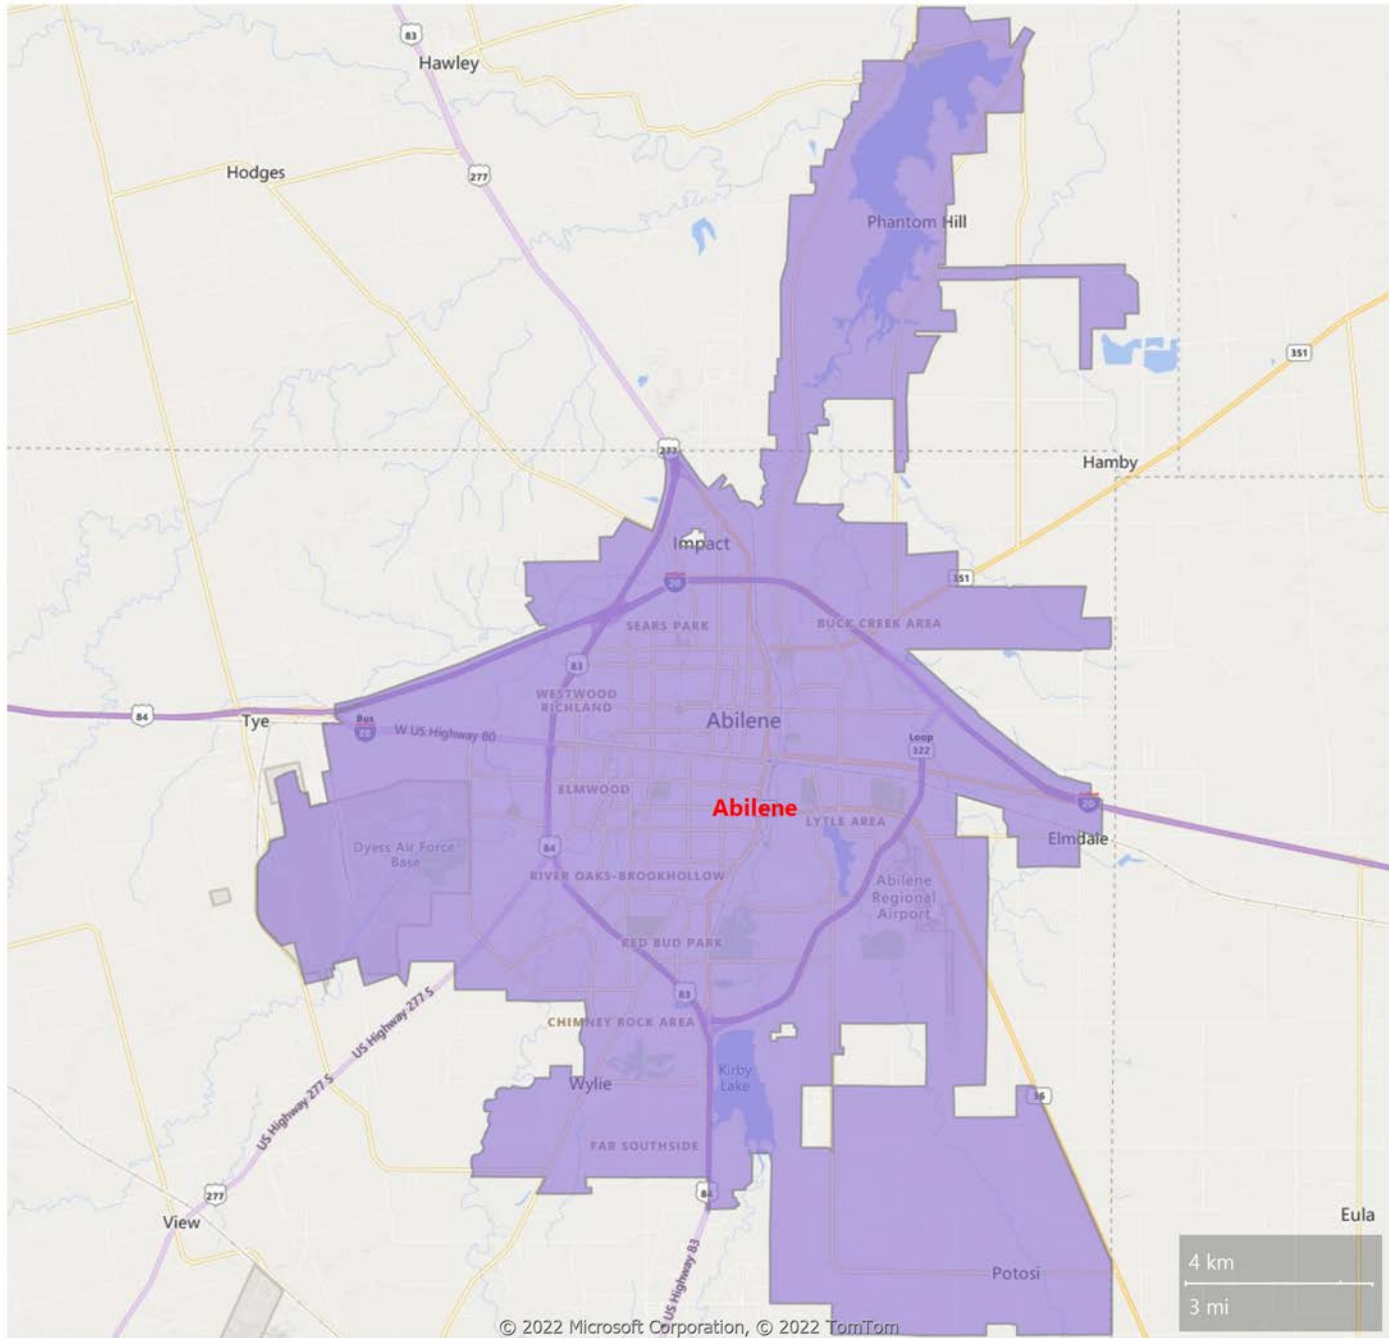 83
Hawley
Hodges
277
Phantom Hill
351
277
Hamby
Impact
20
351
SEARS PARK
BUCK CREEK AREA
83
WESTWOOD
RICHLAND
84
Tye
Bus
20
W US Highway 80
Abilene
Loop
322
ELMWOOD
Abilene
LYTLE AREA
20
Elmdale
Dyess Air Force
Base
84
RIVER OAKS-BROOKHOLLOW
Abilene
Regional
Airport
RED BUD PARK
83
US Highway 277 S
CHIMNEY ROCK AREA
Kirby
Lake
Wylie
36
US Highway 277 S
FAR SOUTHSIDE
277
84
View
Eula
US Highway 83
Potosi
4 km
3 mi
© 2022 Microsoft Corporation, © 2022 TomTom